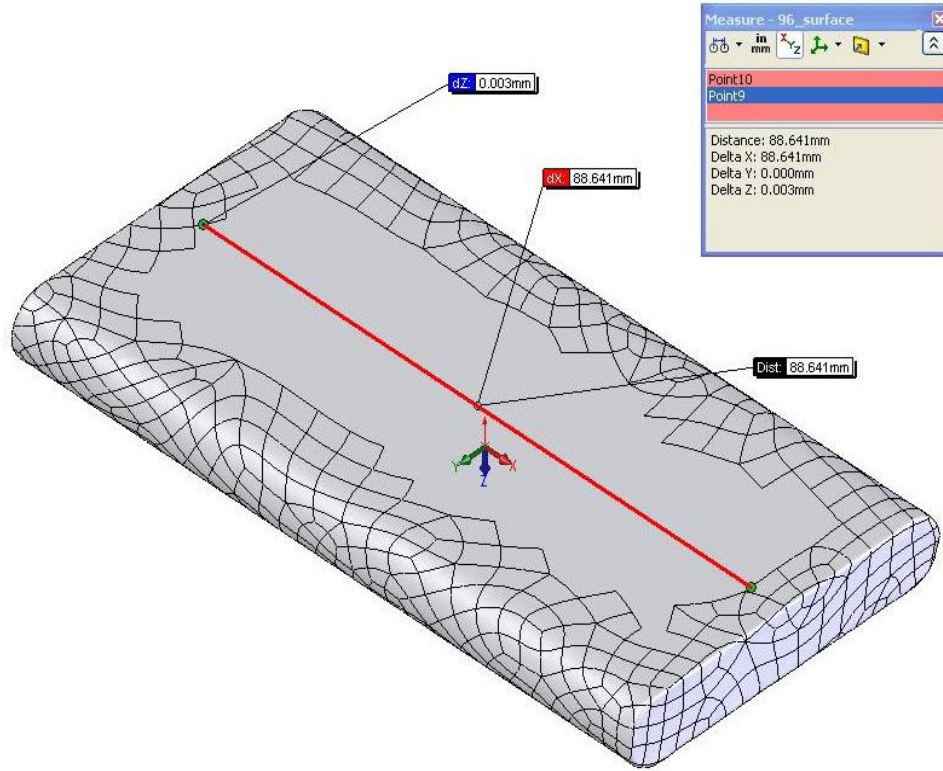 Measure - 96_surface
in
mm
X
Y
Z
Point10
Point9
Distance: 88.641mm
Delta X: 88.641mm
Delta Y: 0.000mm
Delta Z: 0.003mm
dZ: 0.003mm
dX: 88.641mm
Dist: 88.641mm
Y
X
Z